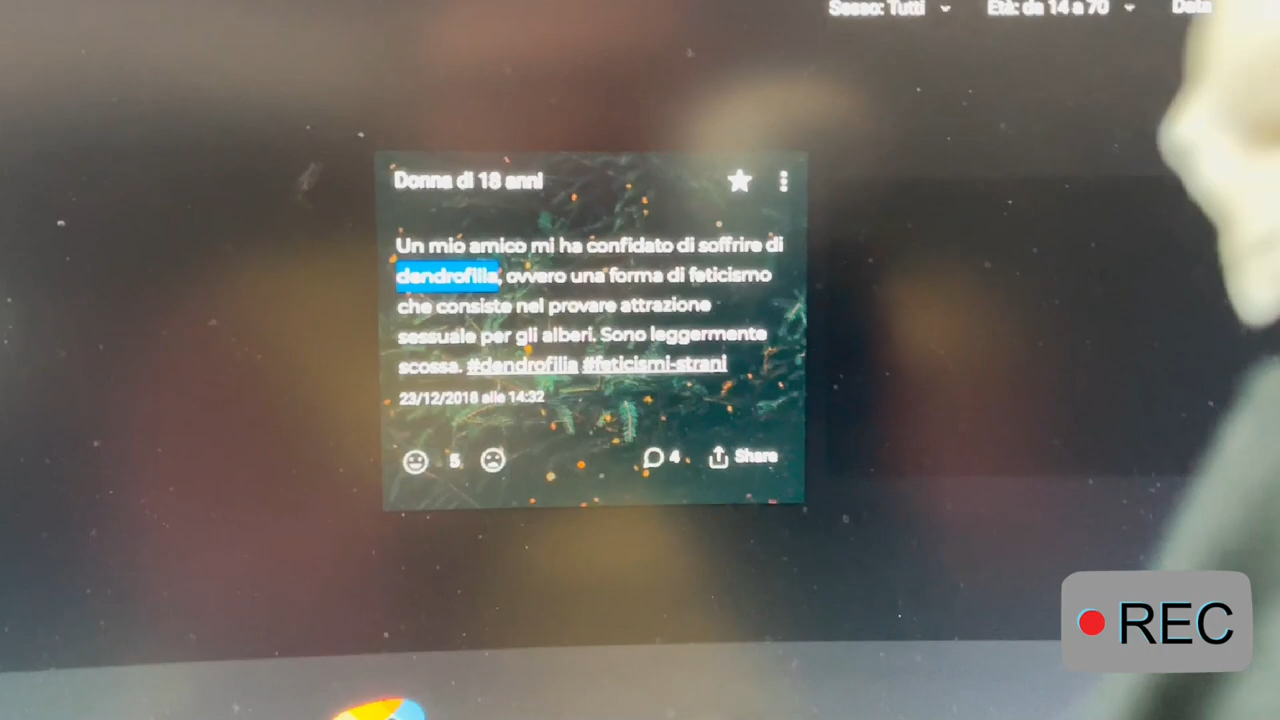 Sesso: Tutti
Età: da 14 a 70
Data
Donna di 18 anni
Un mio amico mi ha confidato di soffrire di
dendrofilia, ovvero una forma di feticismo
che consiste nel provare attrazione
sessuale per gli alberi. Sono leggermente
scossa. #dendrofilia #feticismi-strani
23/12/2018 alle 14:32
5
4
Share
REC